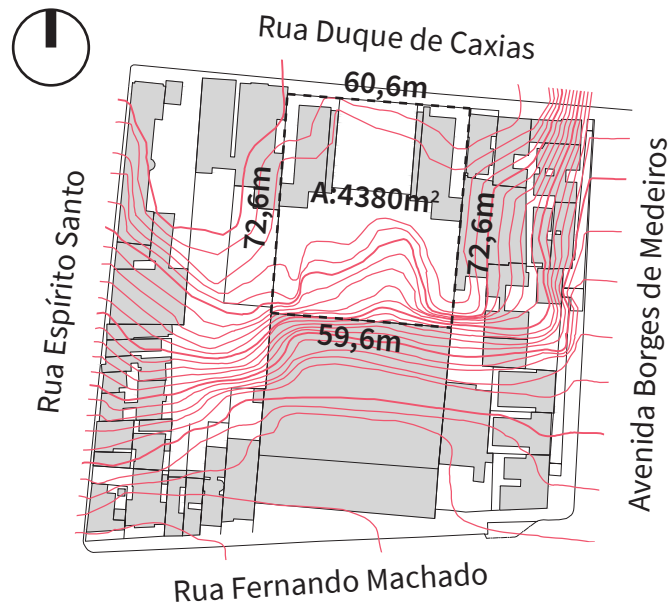 Rua Duque de Caxias
60,6m
A:4380m²
72,6m
72,6m
59,6m
Rua Espírito Santo
Avenida Borges de Medeiros
Rua Fernando Machado